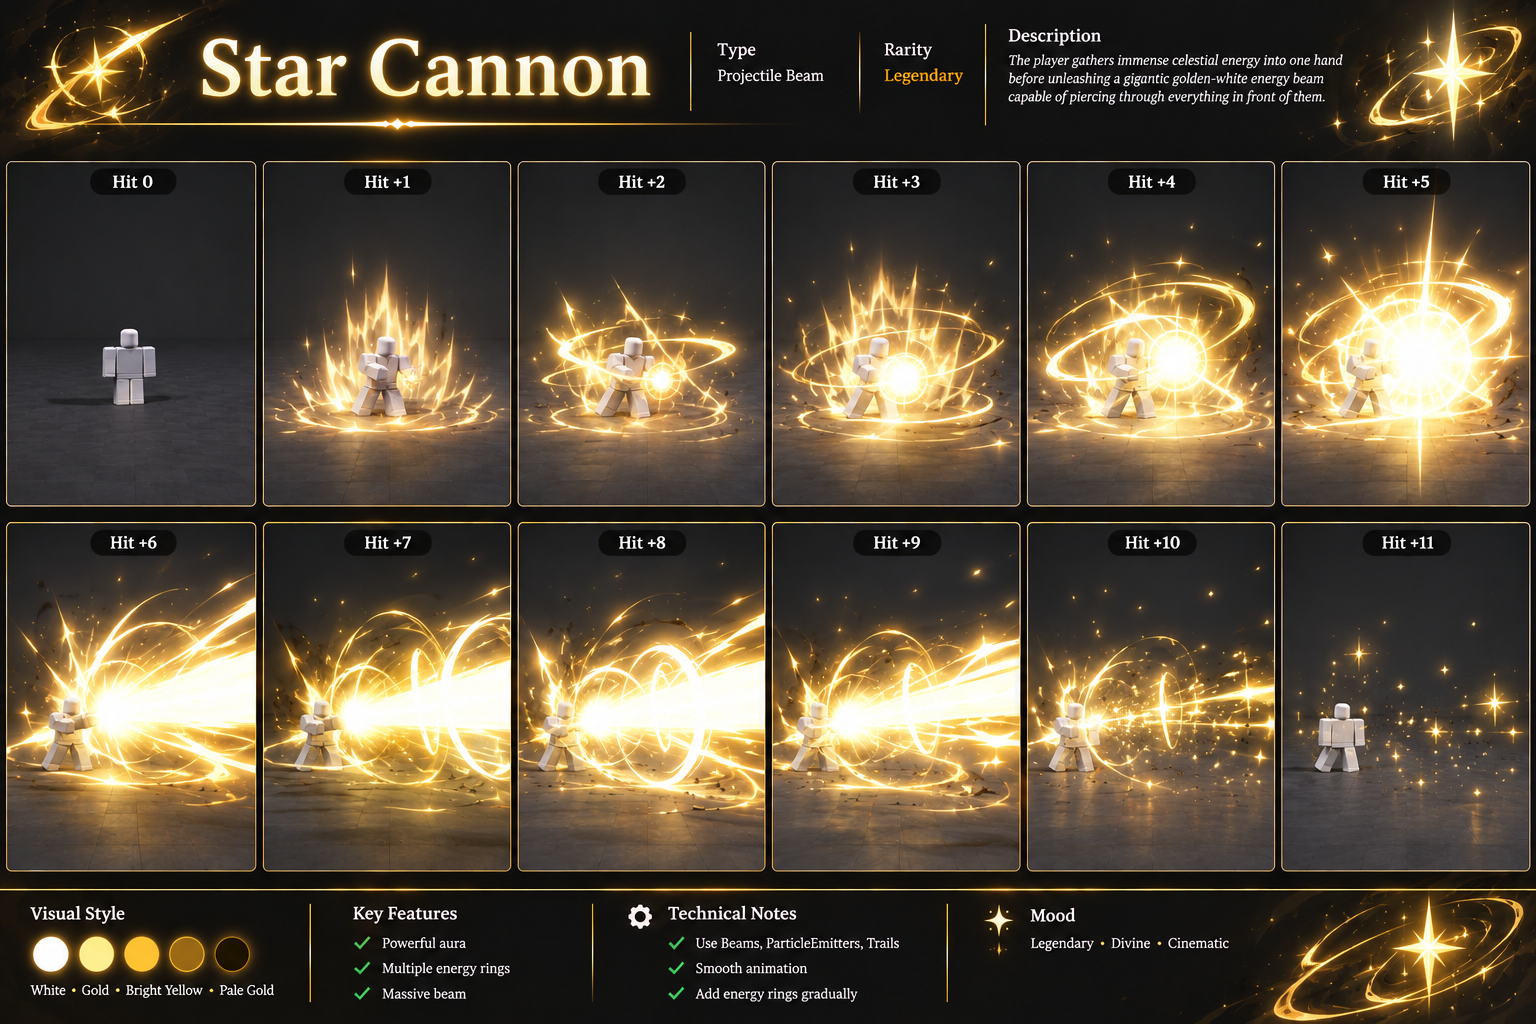 Star Cannon
Type
Projectile Beam
Rarity
Legendary
Description
The player gathers immense celestial energy into one hand
before unleashing a gigantic golden-white energy beam
capable of piercing through everything in front of them.
Hit 0
Hit +1
Hit +2
Hit +3
Hit +4
Hit +5
Hit +6
Hit +7
Hit +8
Hit +9
Hit +10
Hit +11
Visual Style
White • Gold • Bright Yellow • Pale Gold
Key Features
Powerful aura
Multiple energy rings
Massive beam
Technical Notes
Use Beams, ParticleEmitters, Trails
Smooth animation
Add energy rings gradually
Mood
Legendary • Divine • Cinematic